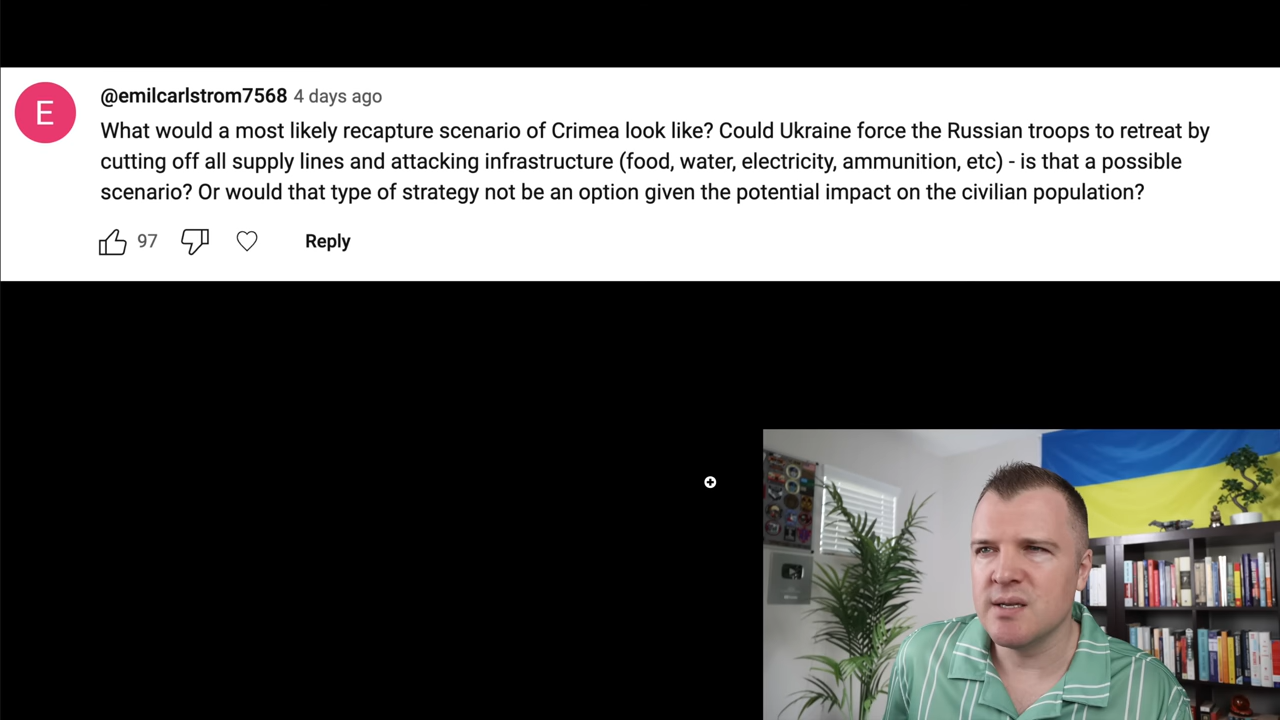 E
@emilcarlstrom7568 4 days ago
What would a most likely recapture scenario of Crimea look like? Could Ukraine force the Russian troops to retreat by
cutting off all supply lines and attacking infrastructure (food, water, electricity, ammunition, etc) - is that a possible
scenario? Or would that type of strategy not be an option given the potential impact on the civilian population?
97 Reply